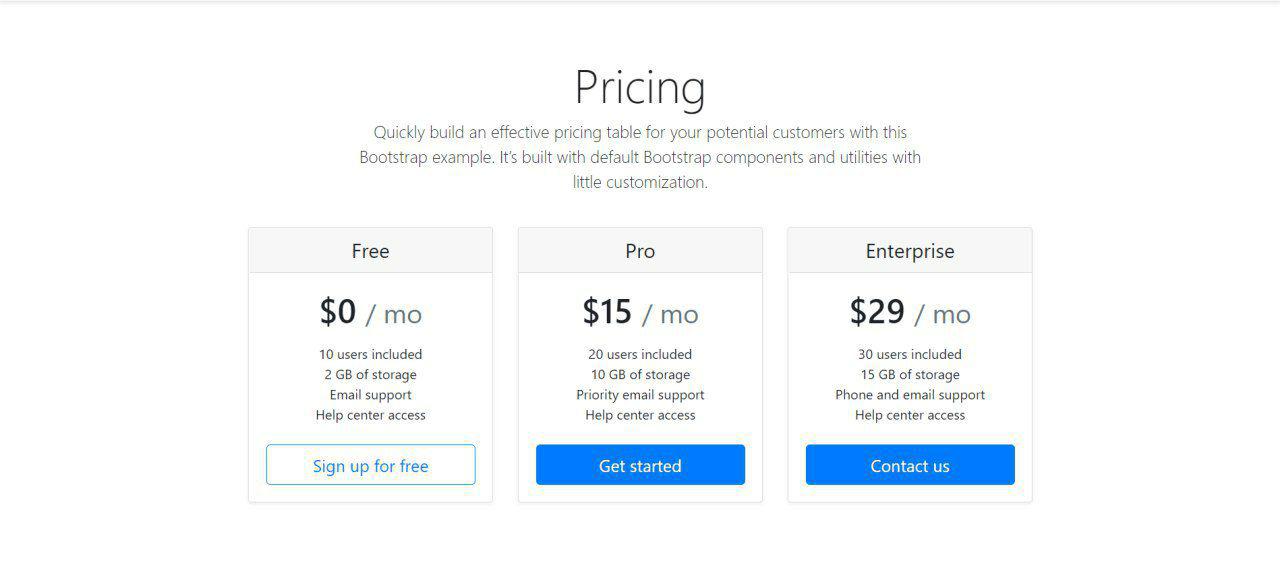 Pricing
Quickly build an effective pricing table for your potential customers with this
Bootstrap example. It’s built with default Bootstrap components and utilities with
little customization.
Free
$0 / mo
10 users included
2 GB of storage
Email support
Help center access
Sign up for free
Pro
$15 / mo
20 users included
10 GB of storage
Priority email support
Help center access
Get started
Enterprise
$29 / mo
30 users included
15 GB of storage
Phone and email support
Help center access
Contact us